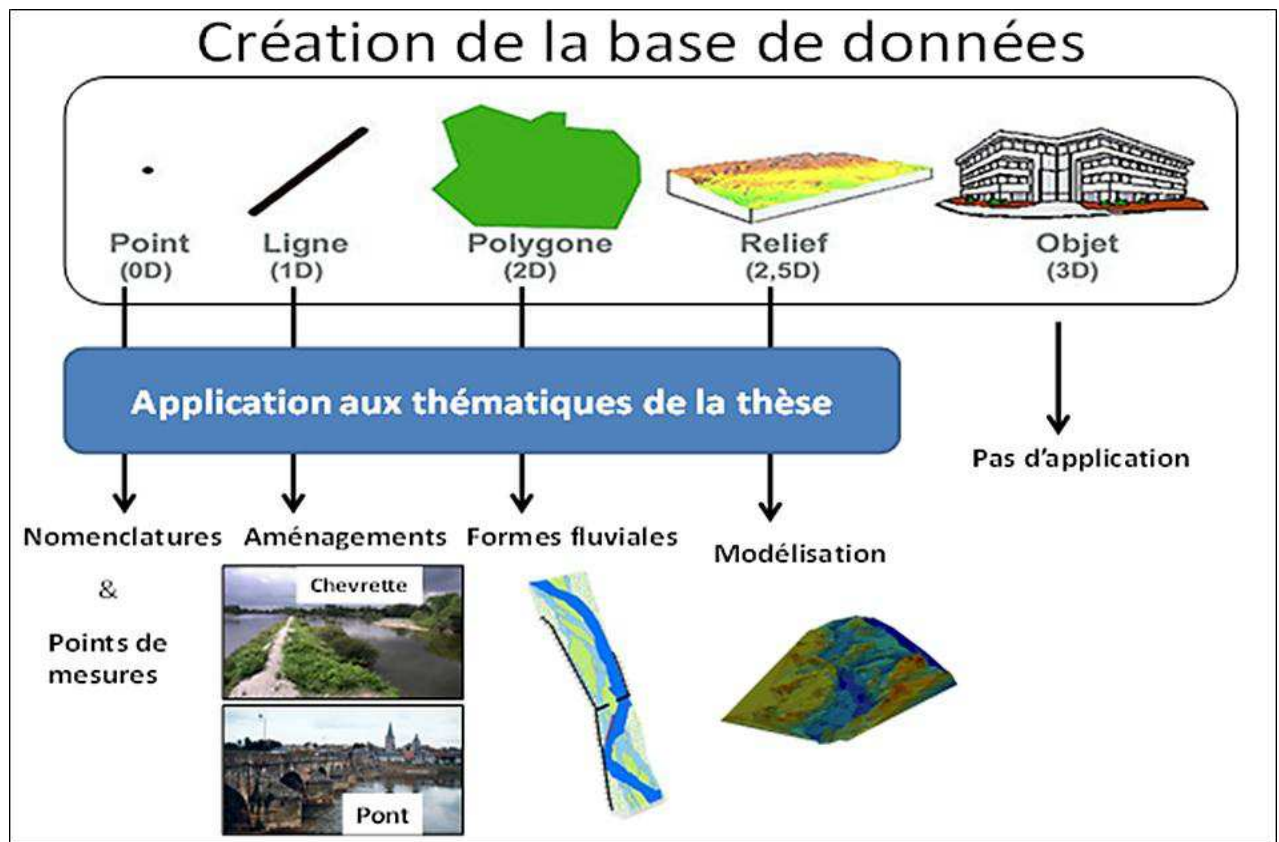 Création de la base de données
Point
(0D)
Ligne
(1D)
Polygone
(2D)
Relief
(2,5D)
Objet
(3D)
Application aux thématiques de la thèse
Pas d'application
Nomenclatures
&
Points de
mesures
Aménagements
Chevrette
Pont
Formes fluviales
Modélisation